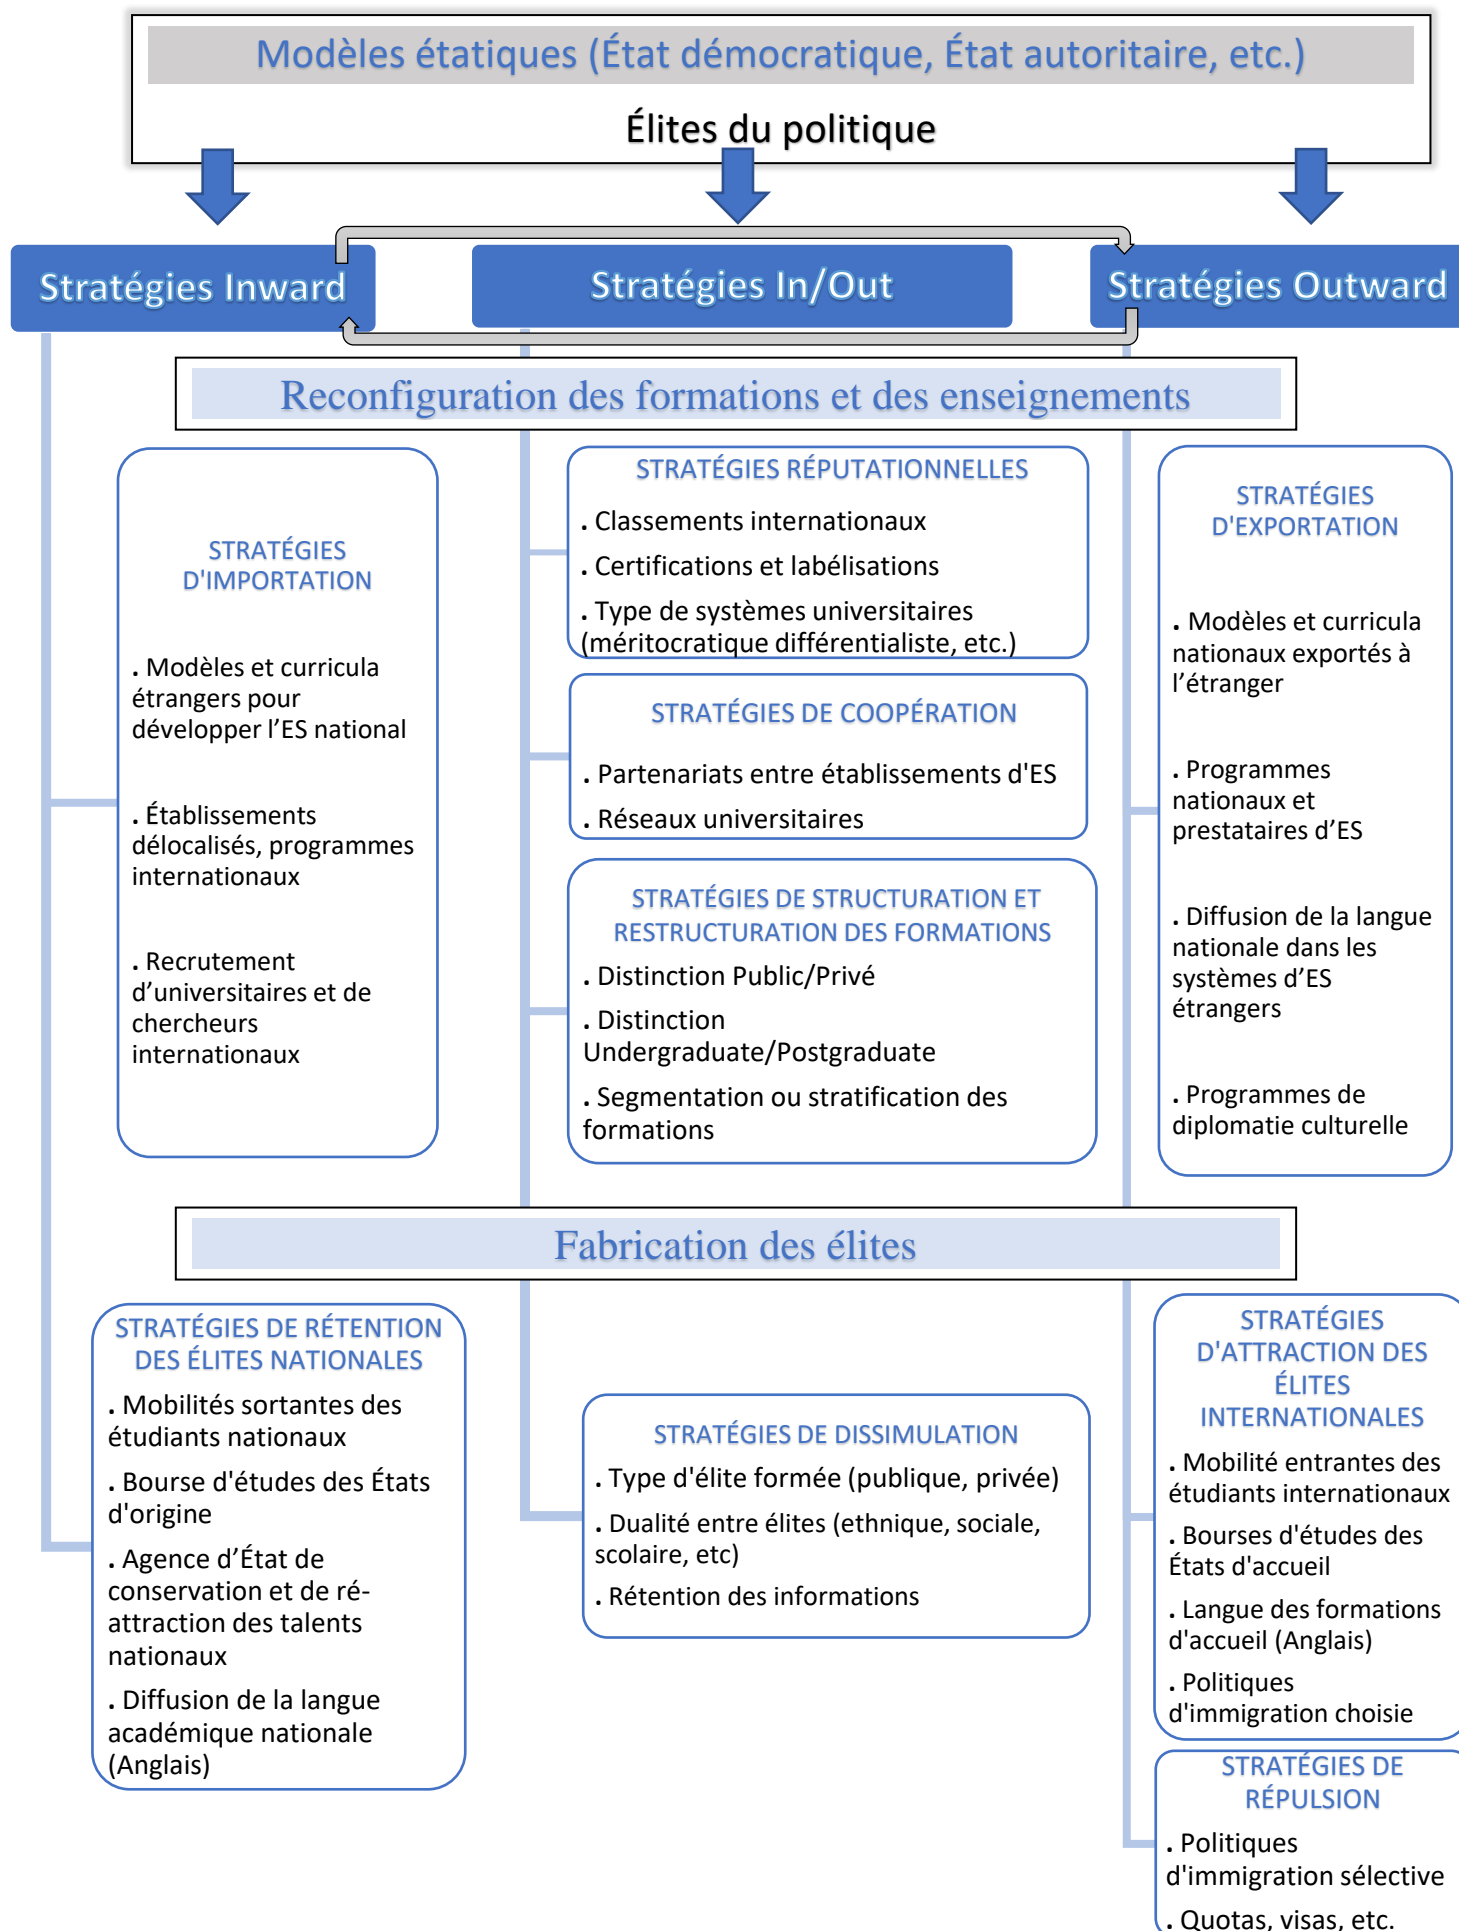 Modèles étatiques (État démocratique, État autoritaire, etc.)
Élites du politique
Stratégies Inward
Stratégies In/Out
Stratégies Outward
Reconfiguration des formations et des enseignements
STRATÉGIES
D'IMPORTATION
. Modèles et curricula
étrangers pour
développer l’ES national
. Établissements
délocalisés, programmes
internationaux
. Recrutement
d’universitaires et de
chercheurs
internationaux
STRATÉGIES RÉPUTATIONNELLES
. Classements internationaux
. Certifications et labélisations
. Type de systèmes universitaires
(méritocratique différentialiste, etc.)
STRATÉGIES DE COOPÉRATION
. Partenariats entre établissements d'ES
. Réseaux universitaires
STRATÉGIES DE STRUCTURATION ET
RESTRUCTURATION DES FORMATIONS
. Distinction Public/Privé
. Distinction
Undergraduate/Postgraduate
. Segmentation ou stratification des
formations
STRATÉGIES
D'EXPORTATION
. Modèles et curricula
nationaux exportés à
l’étranger
. Programmes
nationaux et
prestataires d’ES
. Diffusion de la langue
nationale dans les
systèmes d’ES
étrangers
. Programmes de
diplomatie culturelle
Fabrication des élites
STRATÉGIES DE RÉTENTION
DES ÉLITES NATIONALES
. Mobilités sortantes des
étudiants nationaux
. Bourse d'études des États
d'origine
. Agence d’État de
conservation et de ré-
attraction des talents
nationaux
. Diffusion de la langue
académique nationale
(Anglais)
STRATÉGIES DE DISSIMULATION
. Type d'élite formée (publique, privée)
. Dualité entre élites (ethnique, sociale,
scolaire, etc)
. Rétention des informations
STRATÉGIES
D'ATTRACTION DES
ÉLITES
INTERNATIONALES
. Mobilité entrantes des
étudiants internationaux
. Bourses d'études des
États d'accueil
. Langue des formations
d'accueil (Anglais)
. Politiques
d'immigration choisie
STRATÉGIES DE
RÉPULSION
. Politiques
d'immigration sélective
. Quotas, visas, etc.